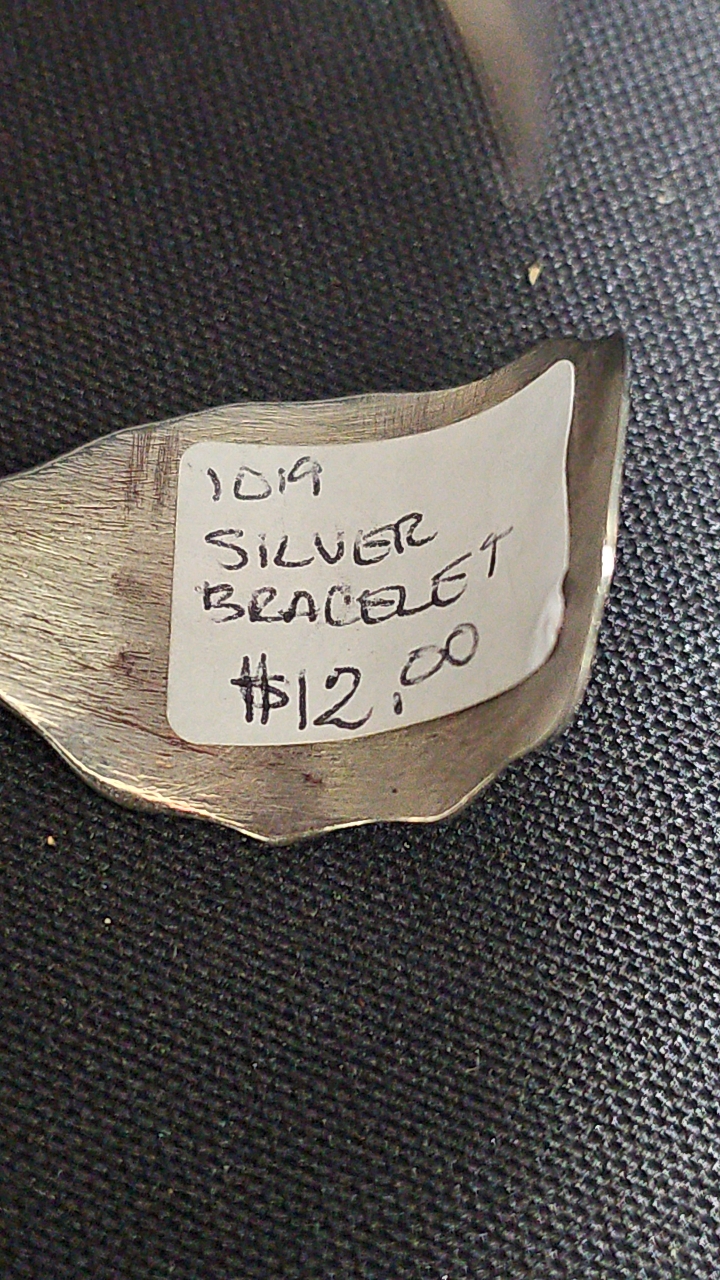 1019
SILVER
BRACELET
$12.00